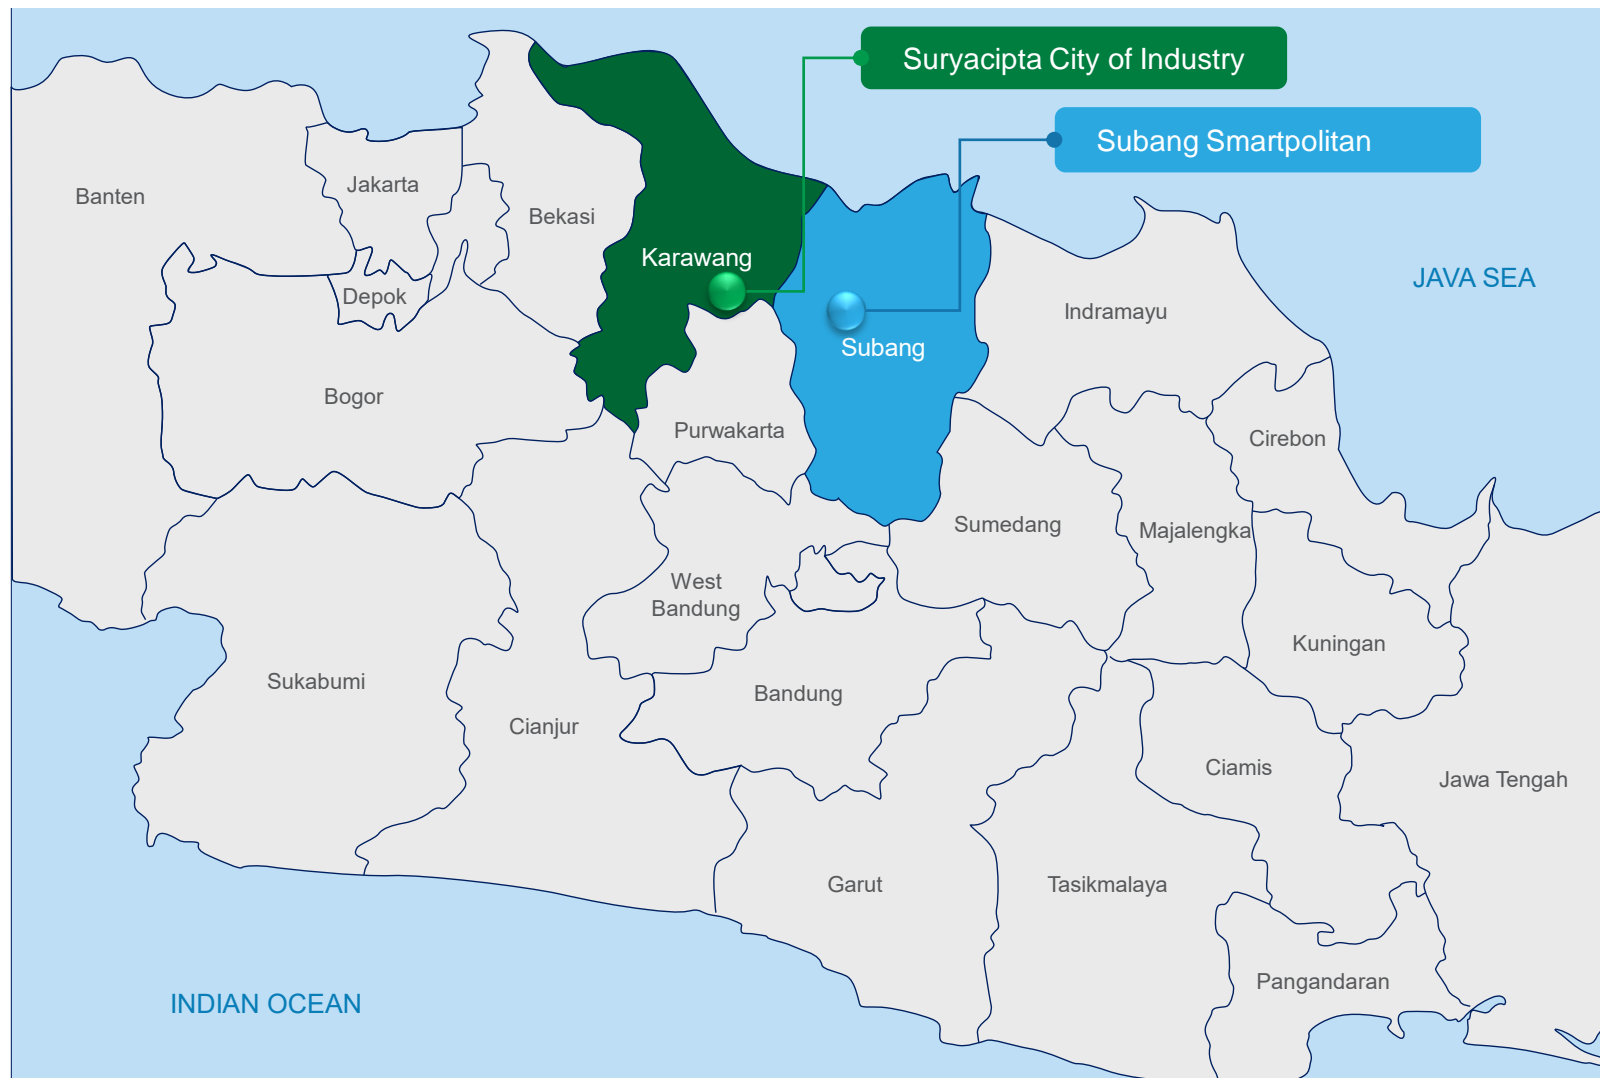 Suryacipta City of Industry
Subang Smartpolitan
Banten
Jakarta
Bekasi
Karawang
JAVA SEA
Depok
Indramayu
Subang
Bogor
Purwakarta
Cirebon
Sumedang
Majalengka
West
Bandung
Kuningan
Sukabumi
Bandung
Cianjur
Ciamis
Jawa Tengah
Garut
Tasikmalaya
Pangandaran
INDIAN OCEAN